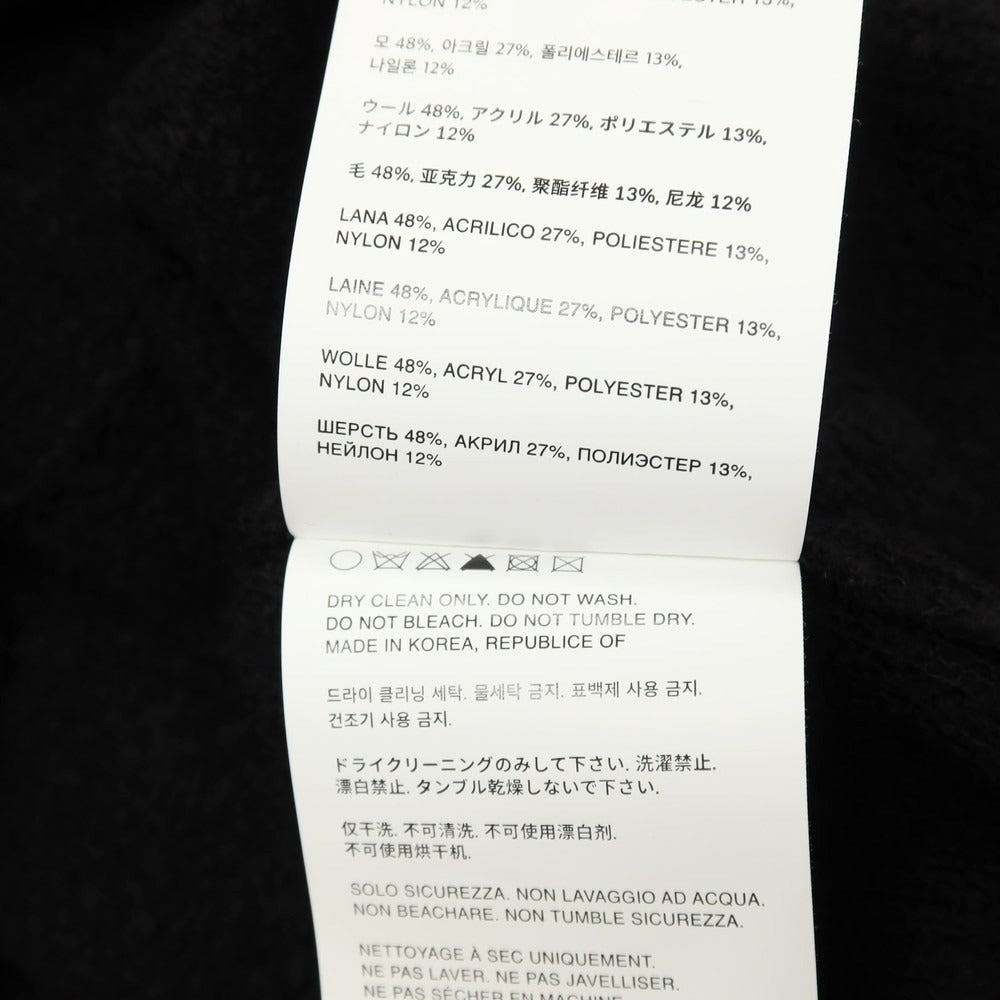 NYLON 12%
모 48%, 아크릴 27%, 폴리에스테르 13%,
나일론 12%
ウール 48%, アクリル 27%, ポリエステル 13%,
ナイロン 12%
毛 48%, 亚克力 27%, 聚酯纤维 13%, 尼龙 12%
LANA 48%, ACRILICO 27%, POLIESTERE 13%,
NYLON 12%
LAINE 48%, ACRYLIQUE 27%, POLYESTER 13%,
NYLON 12%
WOLLE 48%, ACRYL 27%, POLYESTER 13%,
NYLON 12%
ШЕРСТЬ 48%, АКРИЛ 27%, ПОЛИЭСТЕР 13%,
НЕЙЛОН 12%
DRY CLEAN ONLY. DO NOT WASH.
DO NOT BLEACH. DO NOT TUMBLE DRY.
MADE IN KOREA, REPUBLICE OF
드라이 클리닝 세탁. 물세탁 금지. 표백제 사용 금지.
건조기 사용 금지.
ドライクリーニングのみして下さい. 洗濯禁止.
漂白禁止. タンブル乾燥しないで下さい.
仅干洗. 不可清洗. 不可使用漂白剂.
不可使用烘干机.
SOLO SICUREZZA. NON LAVAGGIO AD ACQUA.
NON BEACHARE. NON TUMBLE SICUREZZA.
NETTOYAGE À SEC UNIQUEMENT.
NE PAS LAVER. NE PAS JAVELLISER.
NE PAS SÉCHER EN MACHINE